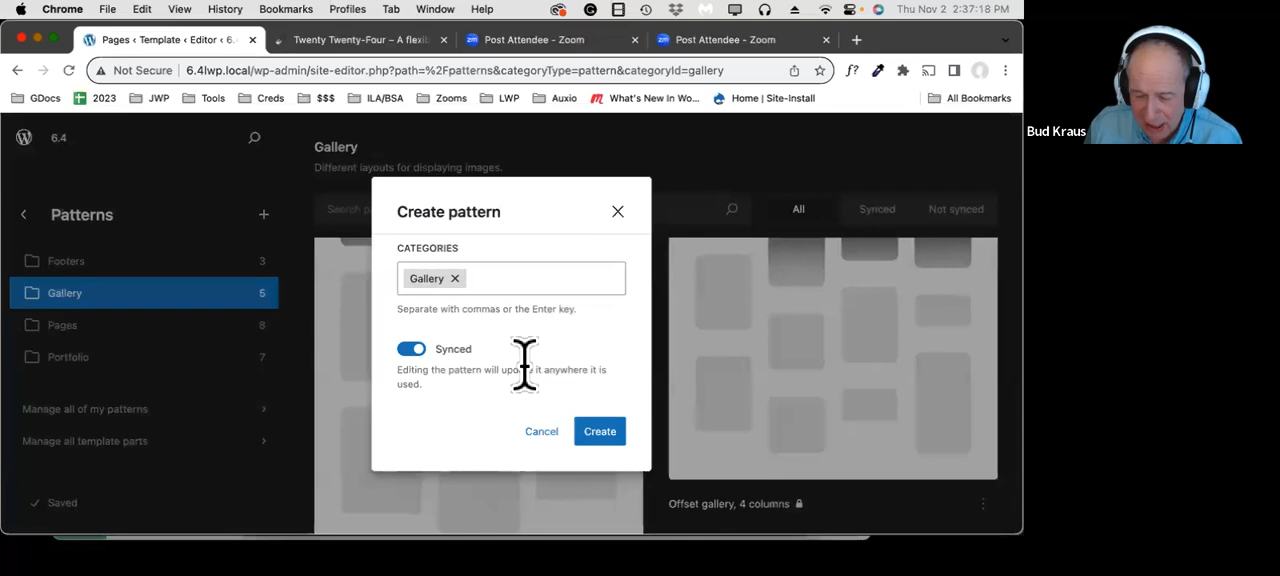 Chrome File Edit View History Bookmarks Profiles Tab Window Help Thu Nov 2 2:37:18 PM
Pages ‹ Template ‹ Editor ‹ 6. Twenty Twenty-Four – A flexib Post Attendee - Zoom Post Attendee - Zoom
Not Secure 6.4lwp.local/wp-admin/site-editor.php?path=%2Fpatterns&categoryType=pattern&categoryId=gallery
GDocs 2023 JWP Tools Creds $$$ ILA/BSA Zooms LWP Auxio What's New In Wo... Home | Site-Install All Bookmarks
Bud Kraus
6.4
Gallery
Different layouts for displaying images.
Patterns
Search p
All Synced Not synced
Create pattern
CATEGORIES
Gallery
Separate with commas or the Enter key.
Synced
Editing the pattern will update it anywhere it is
used.
Cancel Create
Footers 3
Gallery 5
Pages 8
Portfolio 7
Manage all of my patterns
Manage all template parts
Saved
Offset gallery, 4 columns